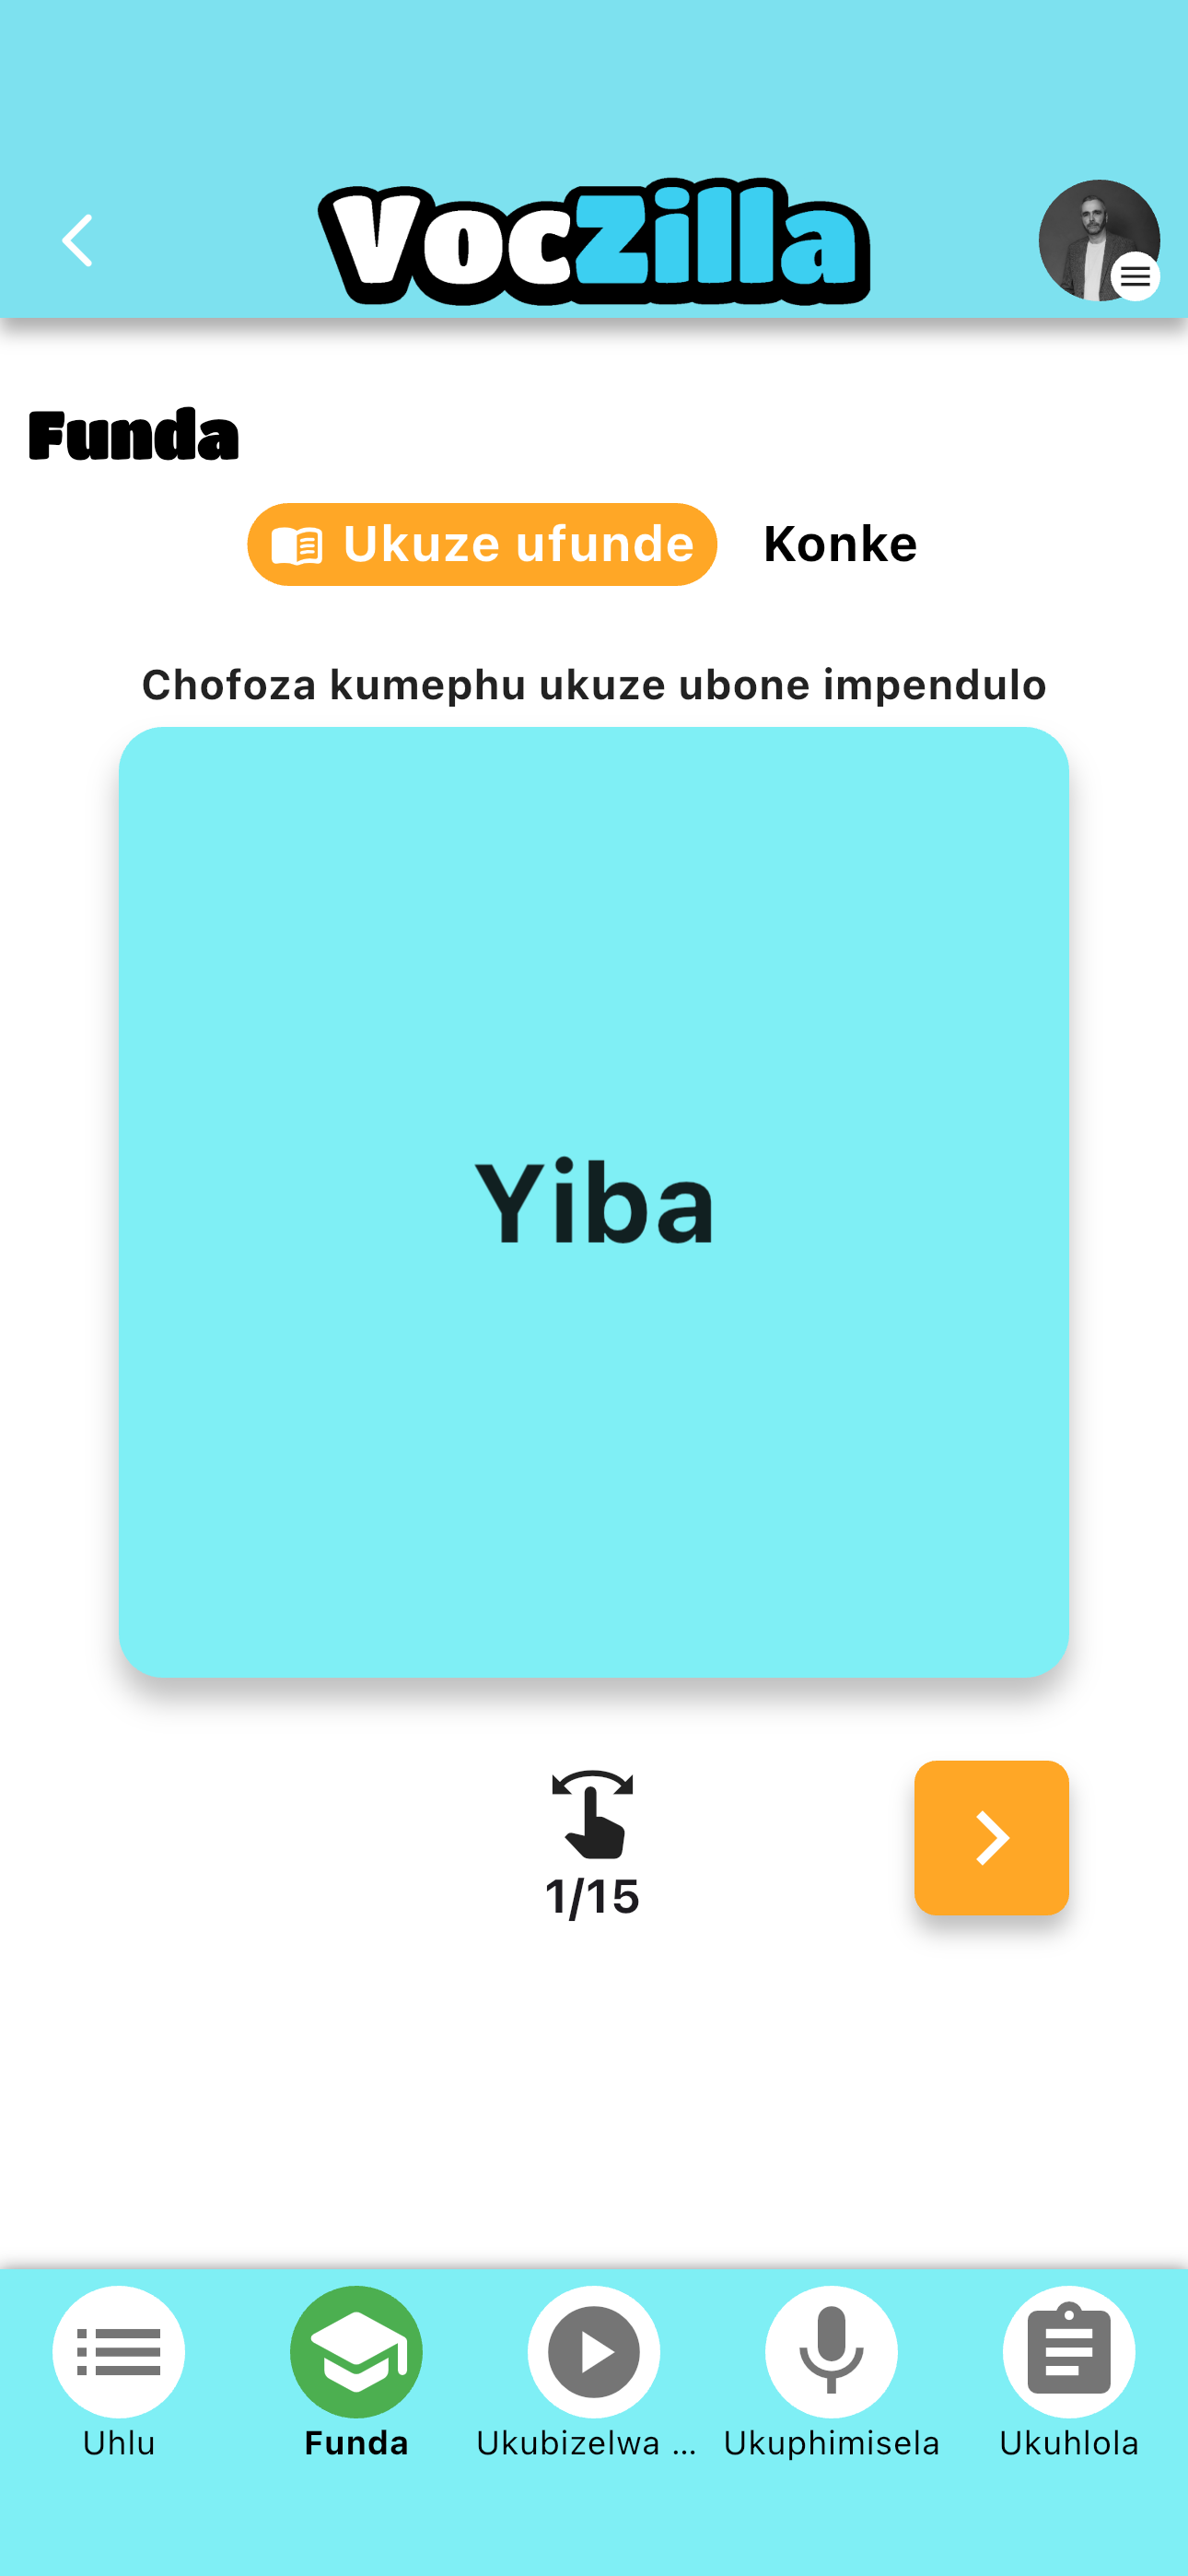 VocZilla
Funda
Ukuze ufunde
Konke
Chofoza kumephu ukuze ubone impendulo
Yiba
1/15
Uhlu
Funda
Ukubizelwa ...
Ukuphimisela
Ukuhlola